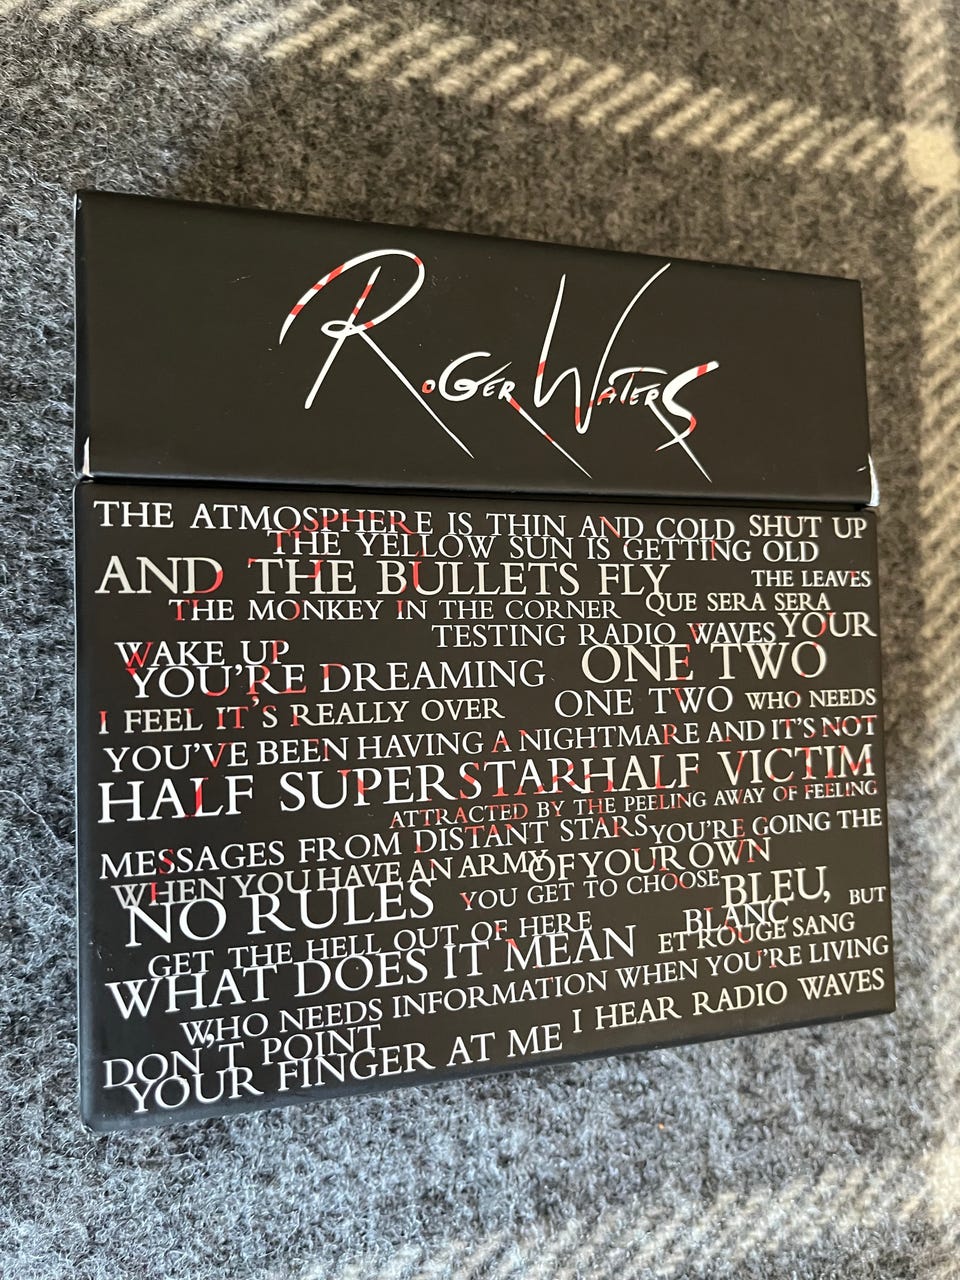 Roger Waters
THE ATMOSPHERE IS THIN AND COLD SHUT UP
THE YELLOW SUN IS GETTING OLD
AND THE BULLETS FLY THE LEAVES
THE MONKEY IN THE CORNER QUE SERA SERA
TESTING RADIO WAVES YOUR
WAKE UP ONE TWO
YOU'RE DREAMING
I FEEL IT'S REALLY OVER ONE TWO WHO NEEDS
YOU'VE BEEN HAVING A NIGHTMARE AND IT'S NOT
HALF SUPERSTAR HALF VICTIM
ATTRACTED BY THE PEELING AWAY OF FEELING
MESSAGES FROM DISTANT STARS YOU'RE GOING THE
WHEN YOU HAVE AN ARMY OF YOUR OWN
NO RULES YOU GET TO CHOOSE BLEU, BUT
GET THE HELL OUT OF HERE BLANC
WHAT DOES IT MEAN ET ROUGE SANG
WHO NEEDS INFORMATION WHEN YOU'RE LIVING
DON'T POINT I HEAR RADIO WAVES
YOUR FINGER AT ME